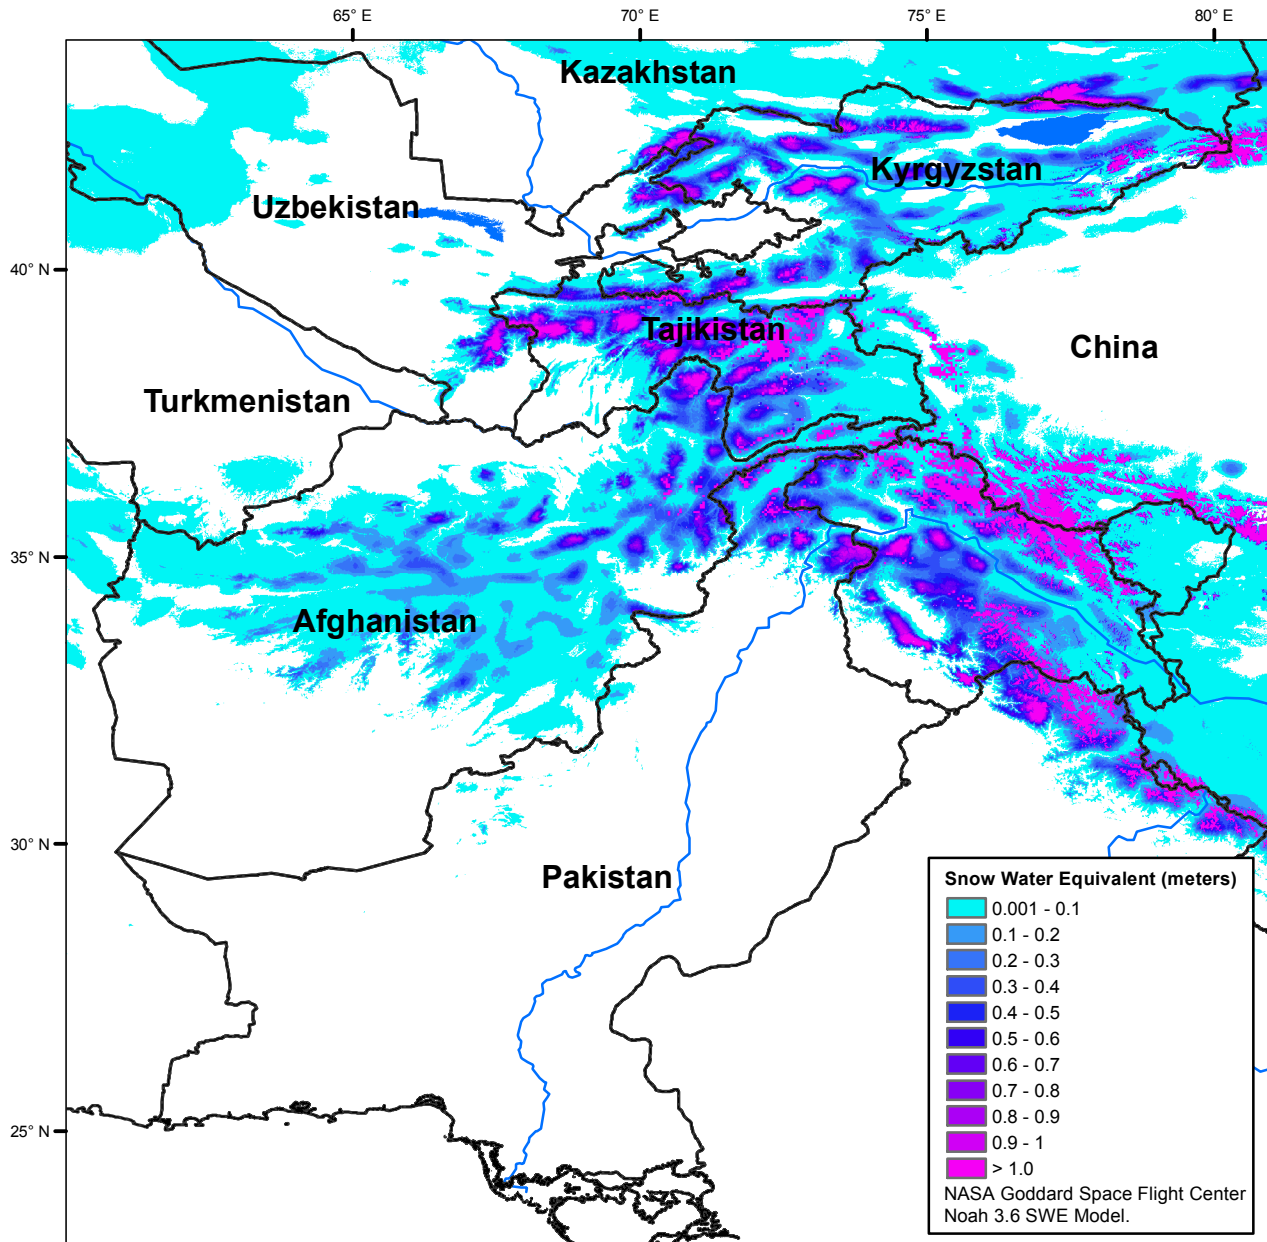 65° E
70° E
75° E
80° E
Kazakhstan
Kyrgyzstan
Uzbekistan
40° N
Tajikistan
China
Turkmenistan
35° N
Afghanistan
30° N
Pakistan
25° N
Snow Water Equivalent (meters)
0.001 - 0.1
0.1 - 0.2
0.2 - 0.3
0.3 - 0.4
0.4 - 0.5
0.5 - 0.6
0.6 - 0.7
0.7 - 0.8
0.8 - 0.9
0.9 - 1
> 1.0
NASA Goddard Space Flight Center
Noah 3.6 SWE Model.